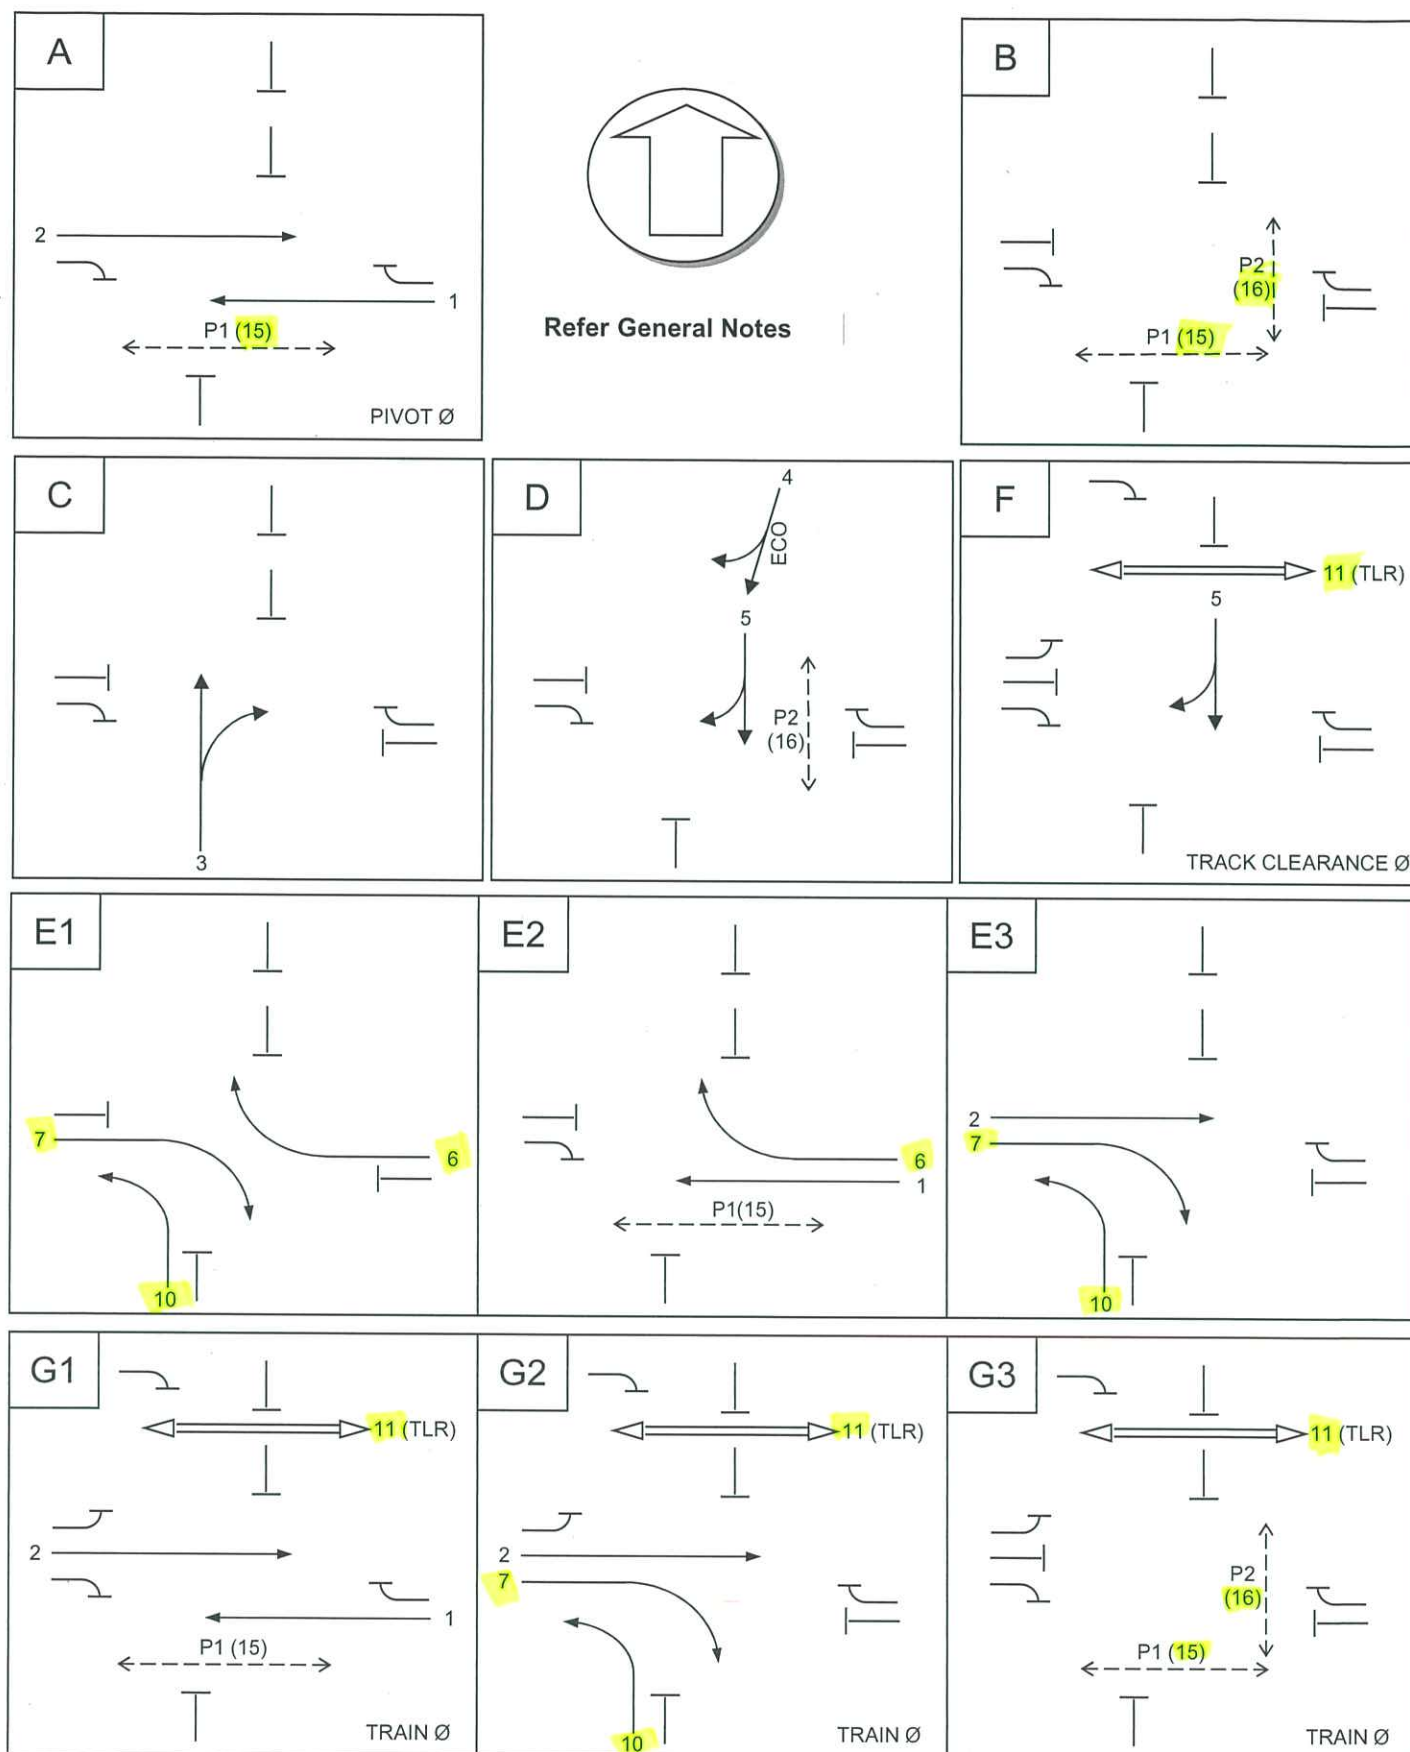 A
2
1
P1 (15)
PIVOT Ø
Refer General Notes
B
P2
(16)
P1 (15)
C
3
D
4
ECO
5
P2
(16)
F
11 (TLR)
5
TRACK CLEARANCE Ø
E1
7
6
10
E2
6
1
P1(15)
E3
2
7
10
G1
11 (TLR)
2
1
P1 (15)
TRAIN Ø
G2
11 (TLR)
2
7
10
TRAIN Ø
G3
11 (TLR)
P2
(16)
P1 (15)
TRAIN Ø